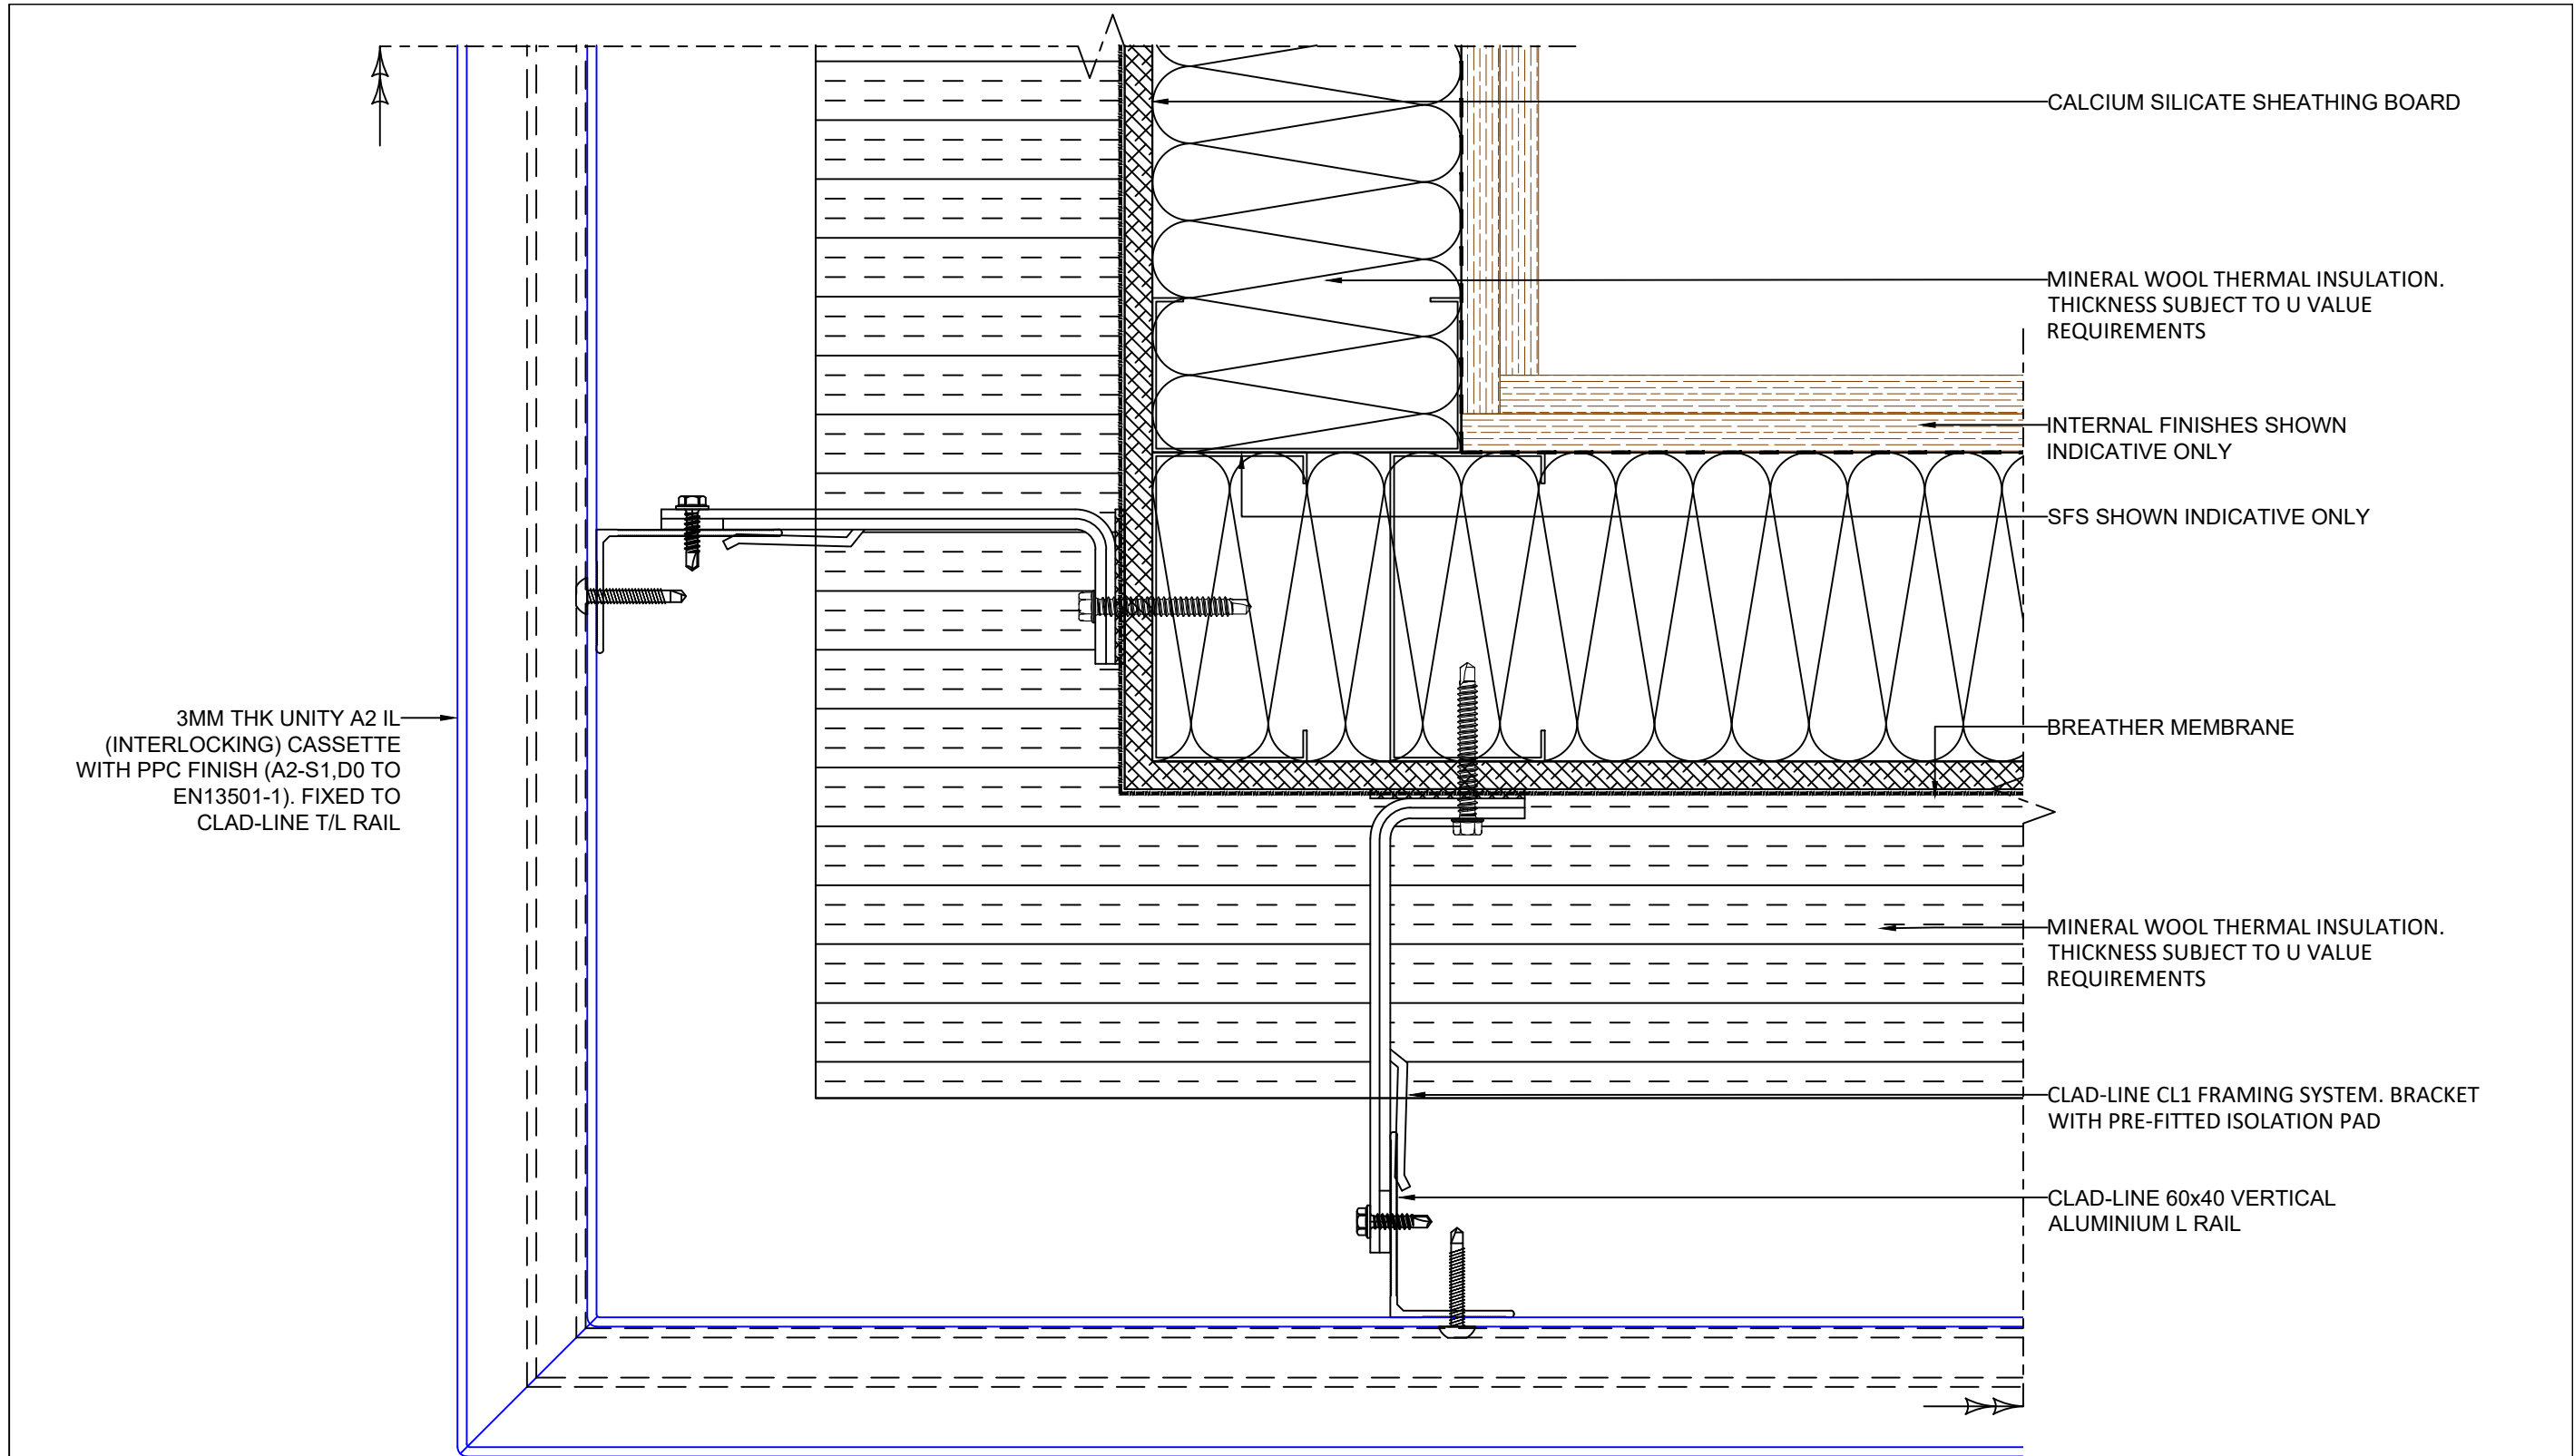 CALCIUM SILICATE SHEATHING BOARD
MINERAL WOOL THERMAL INSULATION.
THICKNESS SUBJECT TO U VALUE
REQUIREMENTS
INTERNAL FINISHES SHOWN
INDICATIVE ONLY
SFS SHOWN INDICATIVE ONLY
3MM THK UNITY A2 IL
(INTERLOCKING) CASSETTE
WITH PPC FINISH (A2-S1,D0 TO
EN13501-1). FIXED TO
CLAD-LINE T/L RAIL
BREATHER MEMBRANE
MINERAL WOOL THERMAL INSULATION.
THICKNESS SUBJECT TO U VALUE
REQUIREMENTS
CLAD-LINE CL1 FRAMING SYSTEM. BRACKET
WITH PRE-FITTED ISOLATION PAD
CLAD-LINE 60x40 VERTICAL
ALUMINIUM L RAIL